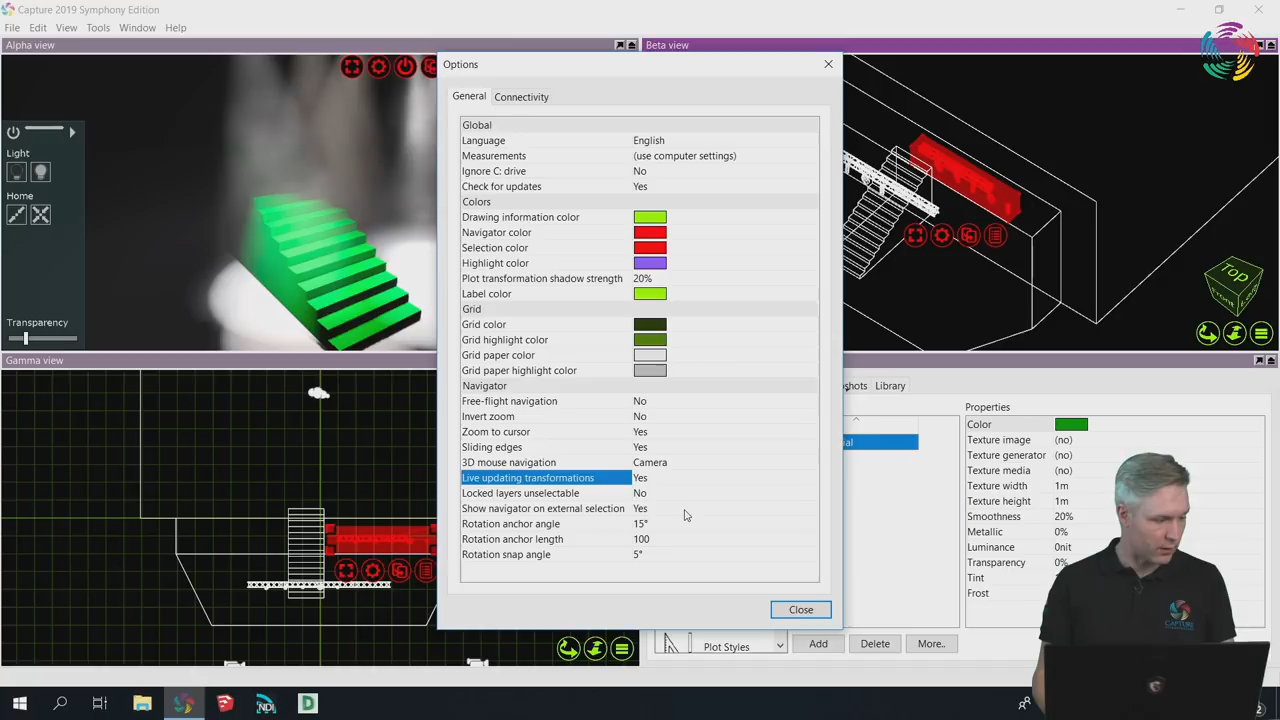 Capture 2019 Symphony Edition
File Edit View Tools Window Help
Alpha view
Beta view
Options
General Connectivity
Light
Home
Transparency
Global
Language English
Measurements (use computer settings)
Ignore C: drive No
Check for updates Yes
Colors
Drawing information color
Navigator color
Selection color
Highlight color
Plot transformation shadow strength 20%
Label color
Grid
Grid color
Grid highlight color
Grid paper color
Grid paper highlight color
Navigator
Free-flight navigation No
Invert zoom No
Zoom to cursor Yes
Sliding edges Yes
3D mouse navigation Camera
Live updating transformations Yes
Locked layers unselectable No
Show navigator on external selection Yes
Rotation anchor angle 15°
Rotation anchor length 100
Rotation snap angle 5°
Close
Top
Front
Gamma view
Library
Properties
Color
Texture image (no)
Texture generator (no)
Texture media (no)
Texture width 1m
Texture height 1m
Smoothness 20%
Metallic 0%
Luminance 0nit
Transparency 0%
Tint
Frost
Plot Styles Add Delete More..
CAPTURE
NDI
D